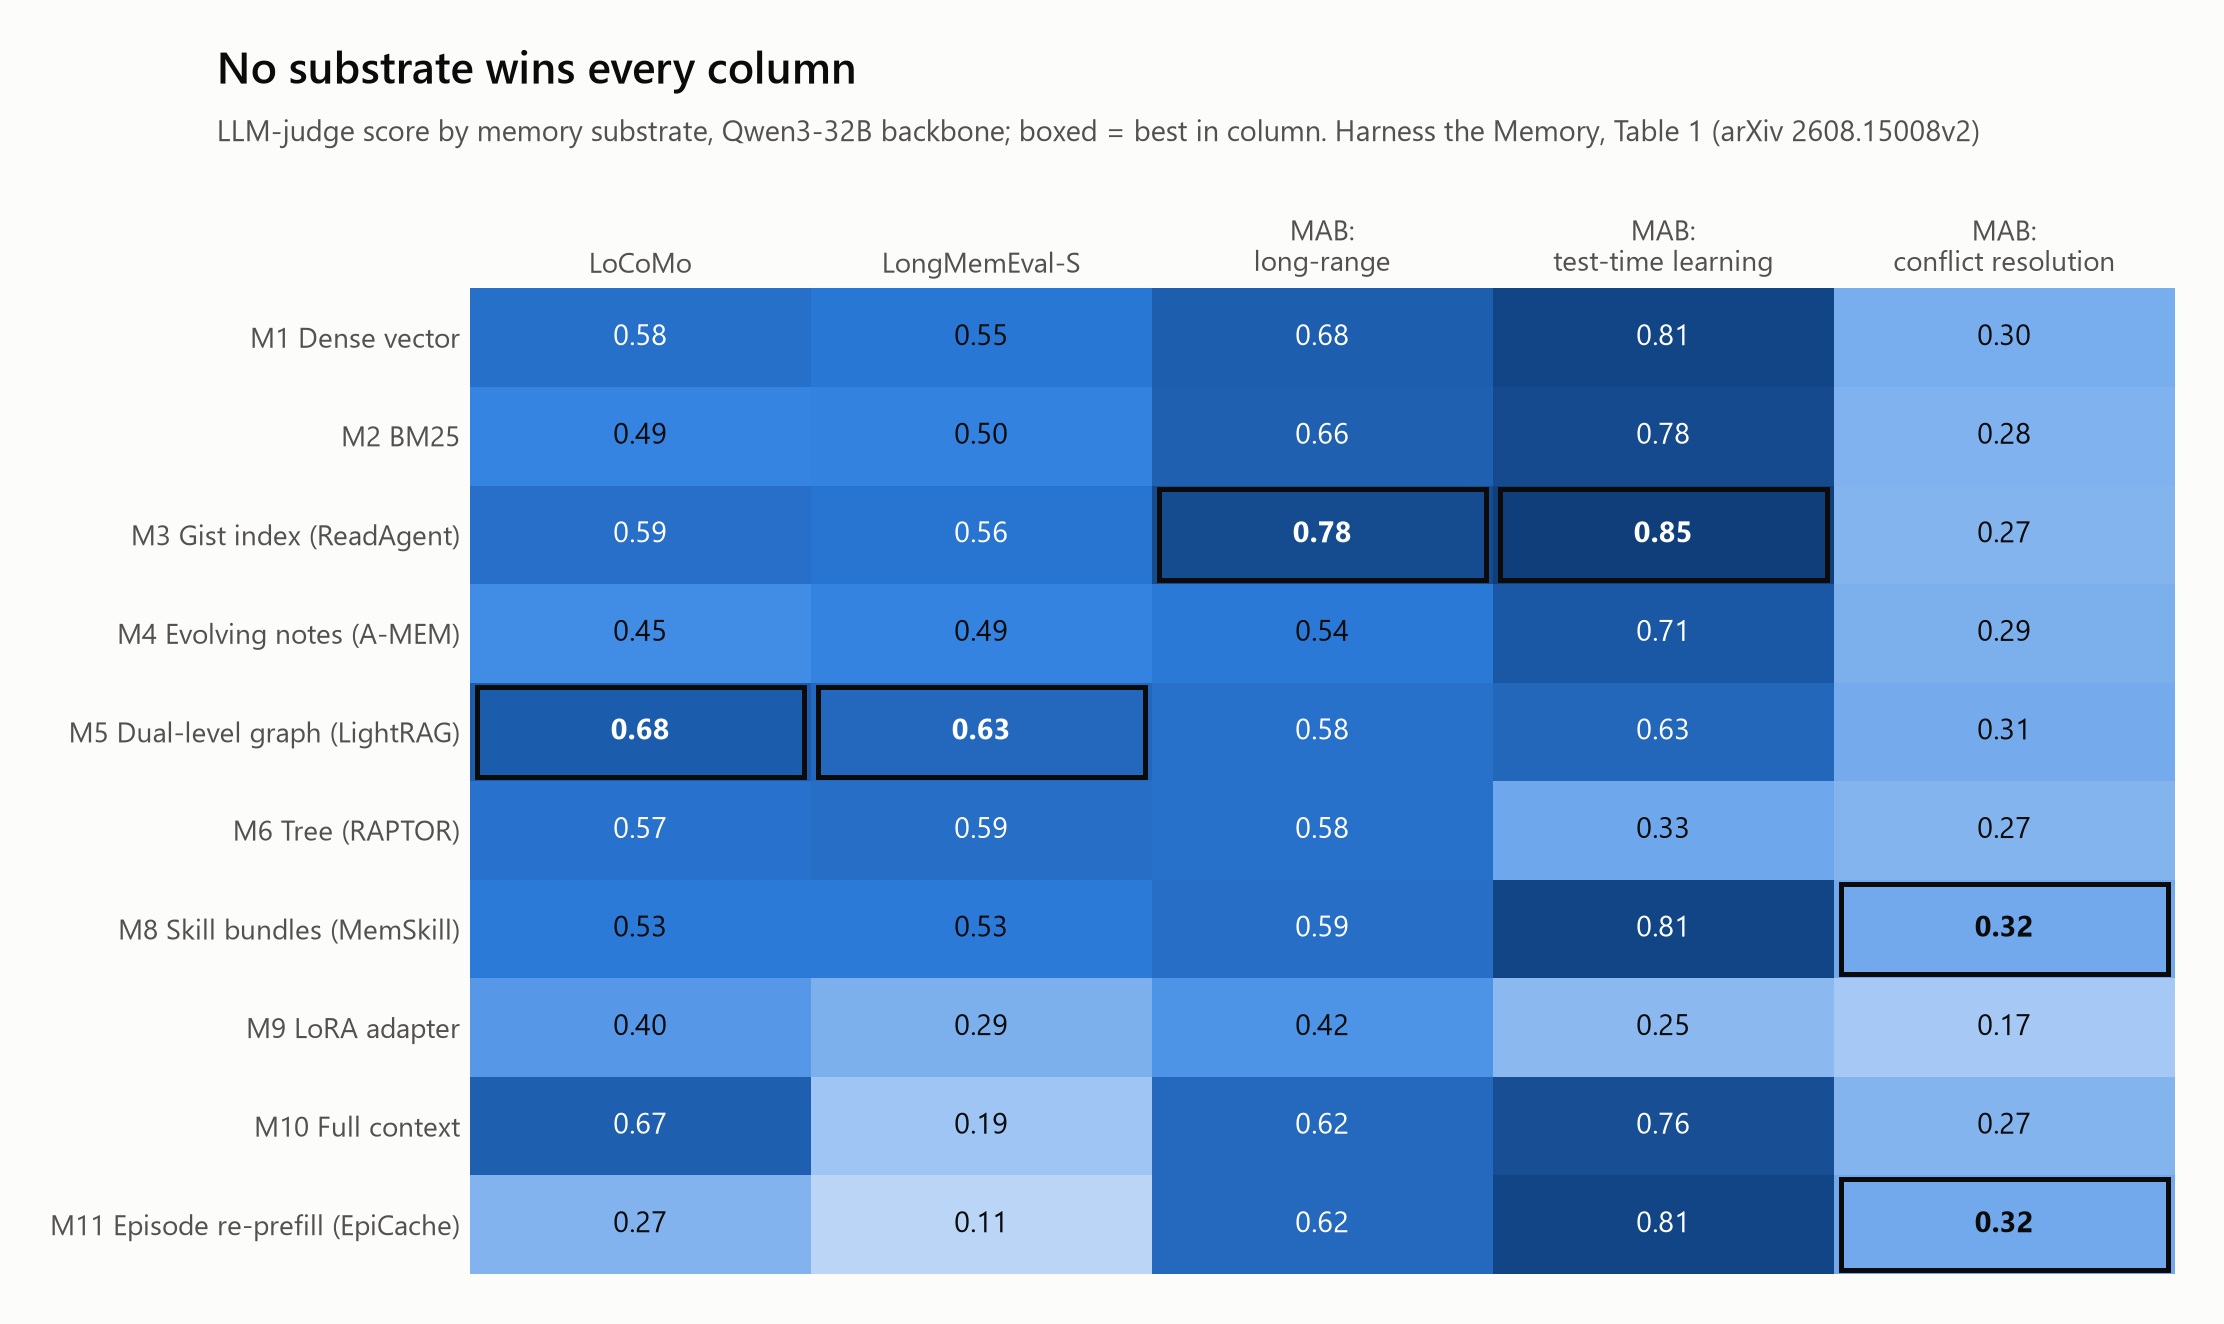 No substrate wins every column
LLM-judge score by memory substrate, Qwen3-32B backbone; boxed = best in column. Harness the Memory, Table 1 (arXiv 2608.15008v2)
LoCoMo LongMemEval-S MAB: long-range MAB: test-time learning MAB: conflict resolution
M1 Dense vector 0.58 0.55 0.68 0.81 0.30
M2 BM25 0.49 0.50 0.66 0.78 0.28
M3 Gist index (ReadAgent) 0.59 0.56 0.78 0.85 0.27
M4 Evolving notes (A-MEM) 0.45 0.49 0.54 0.71 0.29
M5 Dual-level graph (LightRAG) 0.68 0.63 0.58 0.63 0.31
M6 Tree (RAPTOR) 0.57 0.59 0.58 0.33 0.27
M8 Skill bundles (MemSkill) 0.53 0.53 0.59 0.81 0.32
M9 LoRA adapter 0.40 0.29 0.42 0.25 0.17
M10 Full context 0.67 0.19 0.62 0.76 0.27
M11 Episode re-prefill (EpiCache) 0.27 0.11 0.62 0.81 0.32